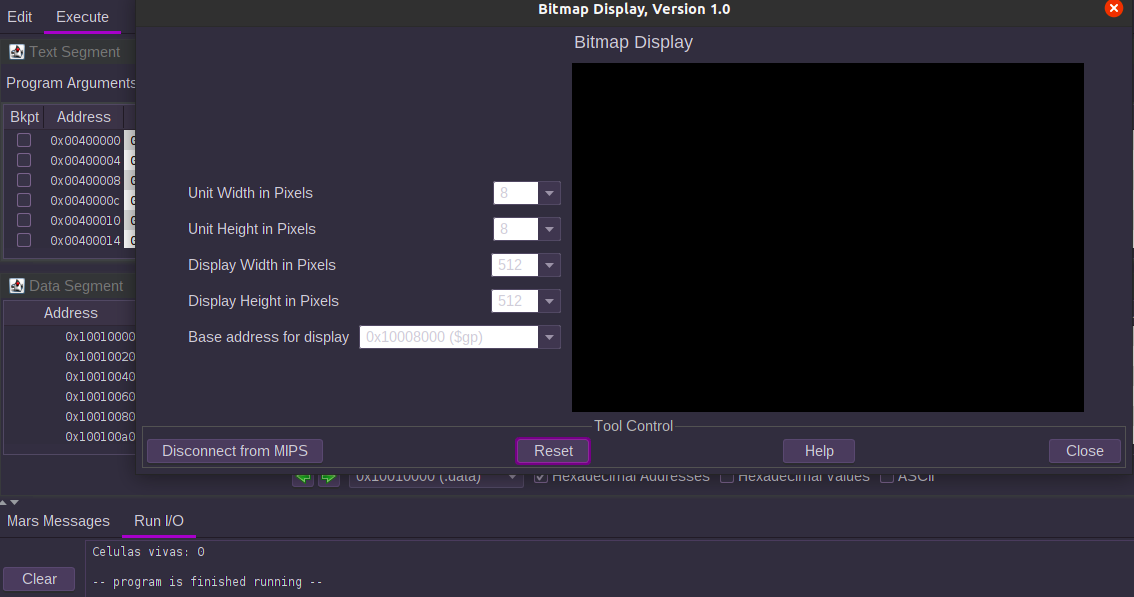 Bitmap Display, Version 1.0
Edit Execute
Bitmap Display
Text Segment
Program Arguments
Bkpt Address
0x00400000
0x00400004
0x00400008
0x0040000c
0x00400010
0x00400014
Unit Width in Pixels 8
Unit Height in Pixels 8
Display Width in Pixels 512
Display Height in Pixels 512
Base address for display 0x10008000 ($gp)
Data Segment
Address
0x10010000
0x10010020
0x10010040
0x10010060
0x10010080
0x100100a0
Tool Control
Disconnect from MIPS Reset Help Close
0x10010000 (.data) Hexadecimal Addresses Hexadecimal Values ASCII
Mars Messages Run I/O
Celulas vivas: 0
Clear
-- program is finished running --